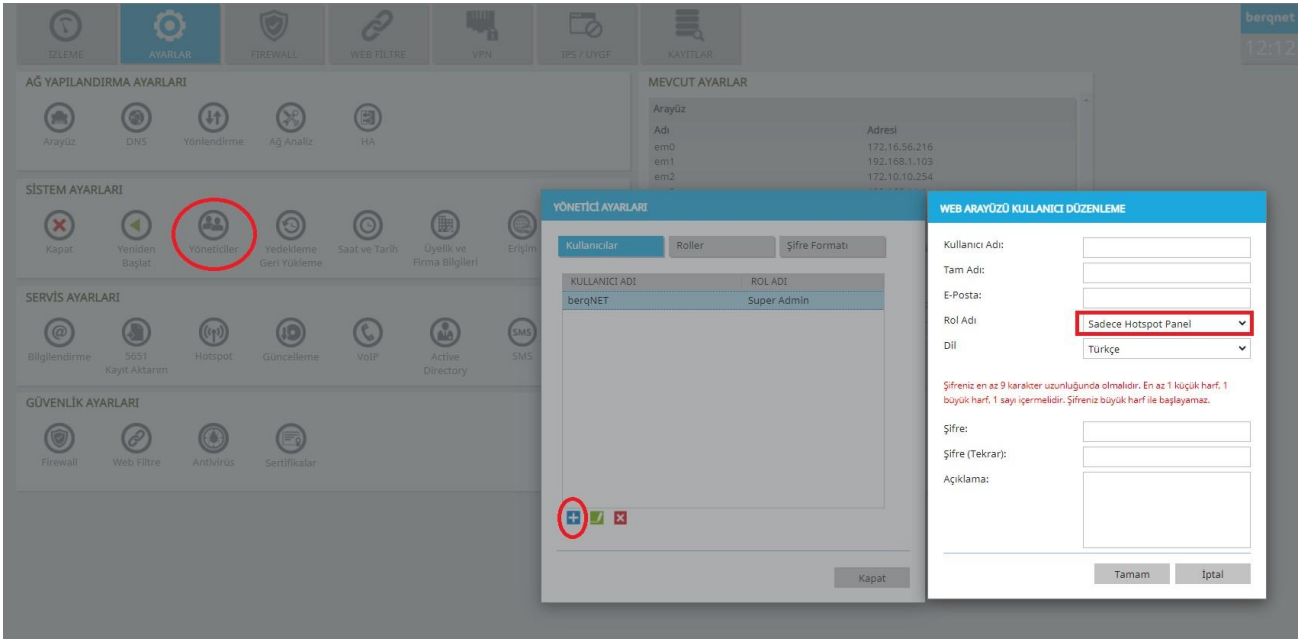 İZLEME
AYARLAR
FIREWALL
WEB FİLTRE
VPN
IPS / UYGF
KAYITLAR
berqnet
12:12
AĞ YAPILANDIRMA AYARLARI
Arayüz
DNS
Yönlendirme
Ağ Analiz
HA
MEVCUT AYARLAR
Arayüz
Adı Adresi
em0 172.16.56.216
em1 192.168.1.103
em2 172.10.10.254
SİSTEM AYARLARI
Kapat
Yeniden
Başlat
Yöneticiler
Yedekleme
Geri Yükleme
Saat ve Tarih
Üyelik ve
Firma Bilgileri
Erişim
SERVİS AYARLARI
Bilgilendirme
5651
Kayıt Aktarım
Hotspot
Güncelleme
VoIP
Active
Directory
SMS
SMS
GÜVENLİK AYARLARI
Firewall
Web Filtre
Antivirüs
Sertifikalar
YÖNETİCİ AYARLARI
Kullanıcılar
Roller
Şifre Formatı
KULLANICI ADI ROL ADI
berqNET Super Admin
Kapat
WEB ARAYÜZÜ KULLANICI DÜZENLEME
Kullanıcı Adı:
Tam Adı:
E-Posta:
Rol Adı Sadece Hotspot Panel
Dil Türkçe
Şifreniz en az 9 karakter uzunluğunda olmalıdır. En az 1 küçük harf, 1
büyük harf, 1 sayı içermelidir. Şifreniz büyük harf ile başlayamaz.
Şifre:
Şifre (Tekrar):
Açıklama:
Tamam
İptal